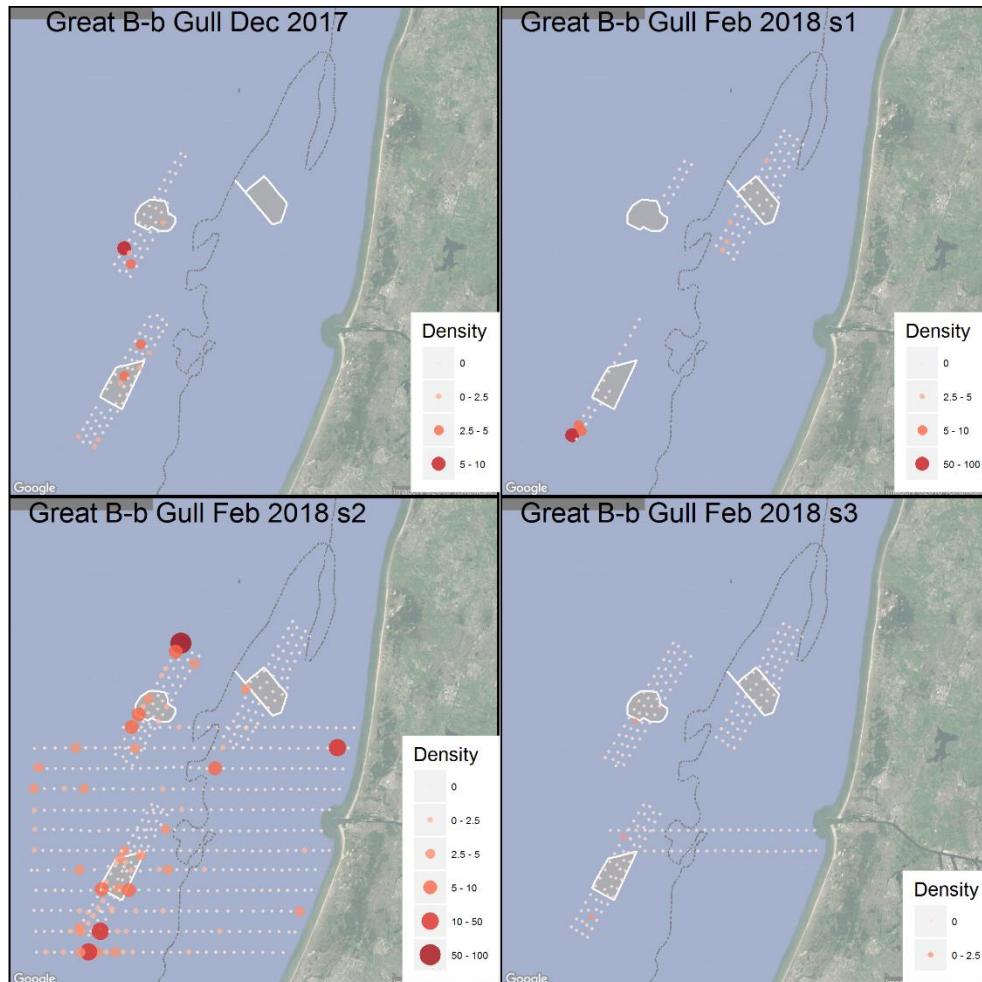 Great B-b Gull Dec 2017
Density
0
0 - 2.5
2.5 - 5
5 - 10
Google
Great B-b Gull Feb 2018 s1
Density
0
2.5 - 5
5 - 10
50 - 100
Google
Great B-b Gull Feb 2018 s2
Density
0
0 - 2.5
2.5 - 5
5 - 10
10 - 50
50 - 100
Google
Great B-b Gull Feb 2018 s3
Density
0
0 - 2.5
Google